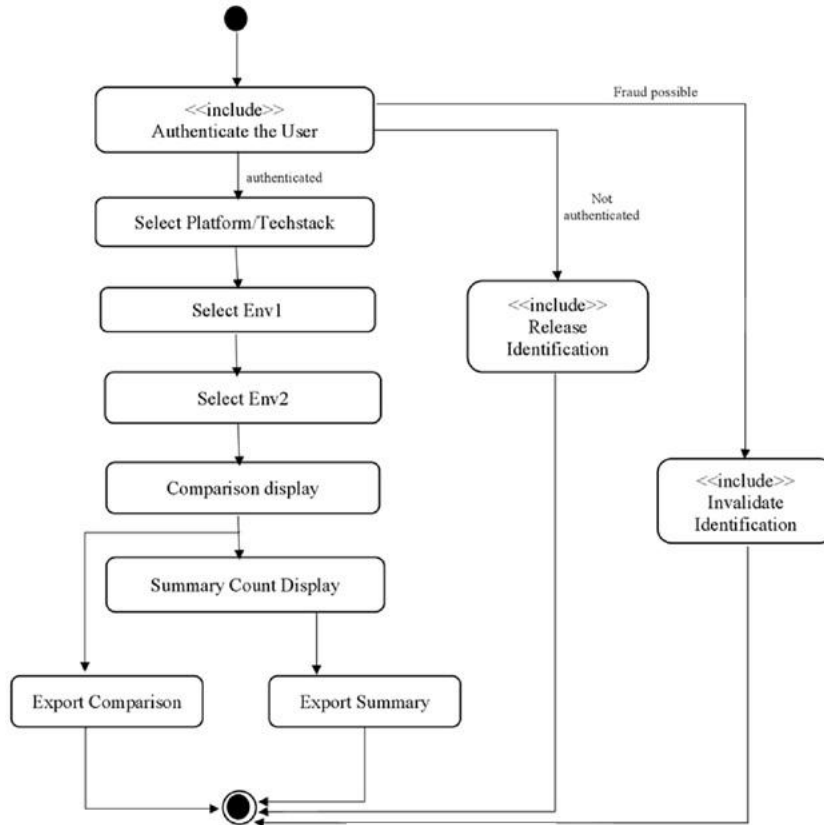 <<include>>
Authenticate the User
Fraud possible
authenticated
Not
authenticated
Select Platform/Techstack
Select Env1
<<include>>
Release
Identification
Select Env2
Comparison display
<<include>>
Invalidate
Identification
Summary Count Display
Export Comparison
Export Summary